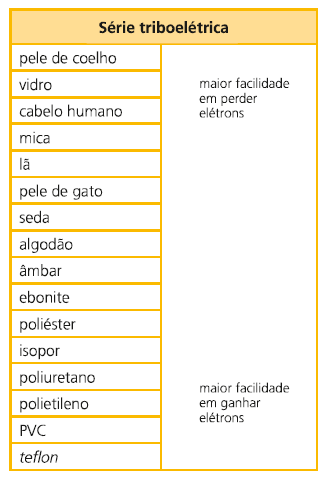 Série triboelétrica
pele de coelho
vidro
cabelo humano
mica
lã
pele de gato
seda
algodão
âmbar
ebonite
poliéster
isopor
poliuretano
polietileno
PVC
teflon
maior facilidade
em perder
elétrons
maior facilidade
em ganhar
elétrons